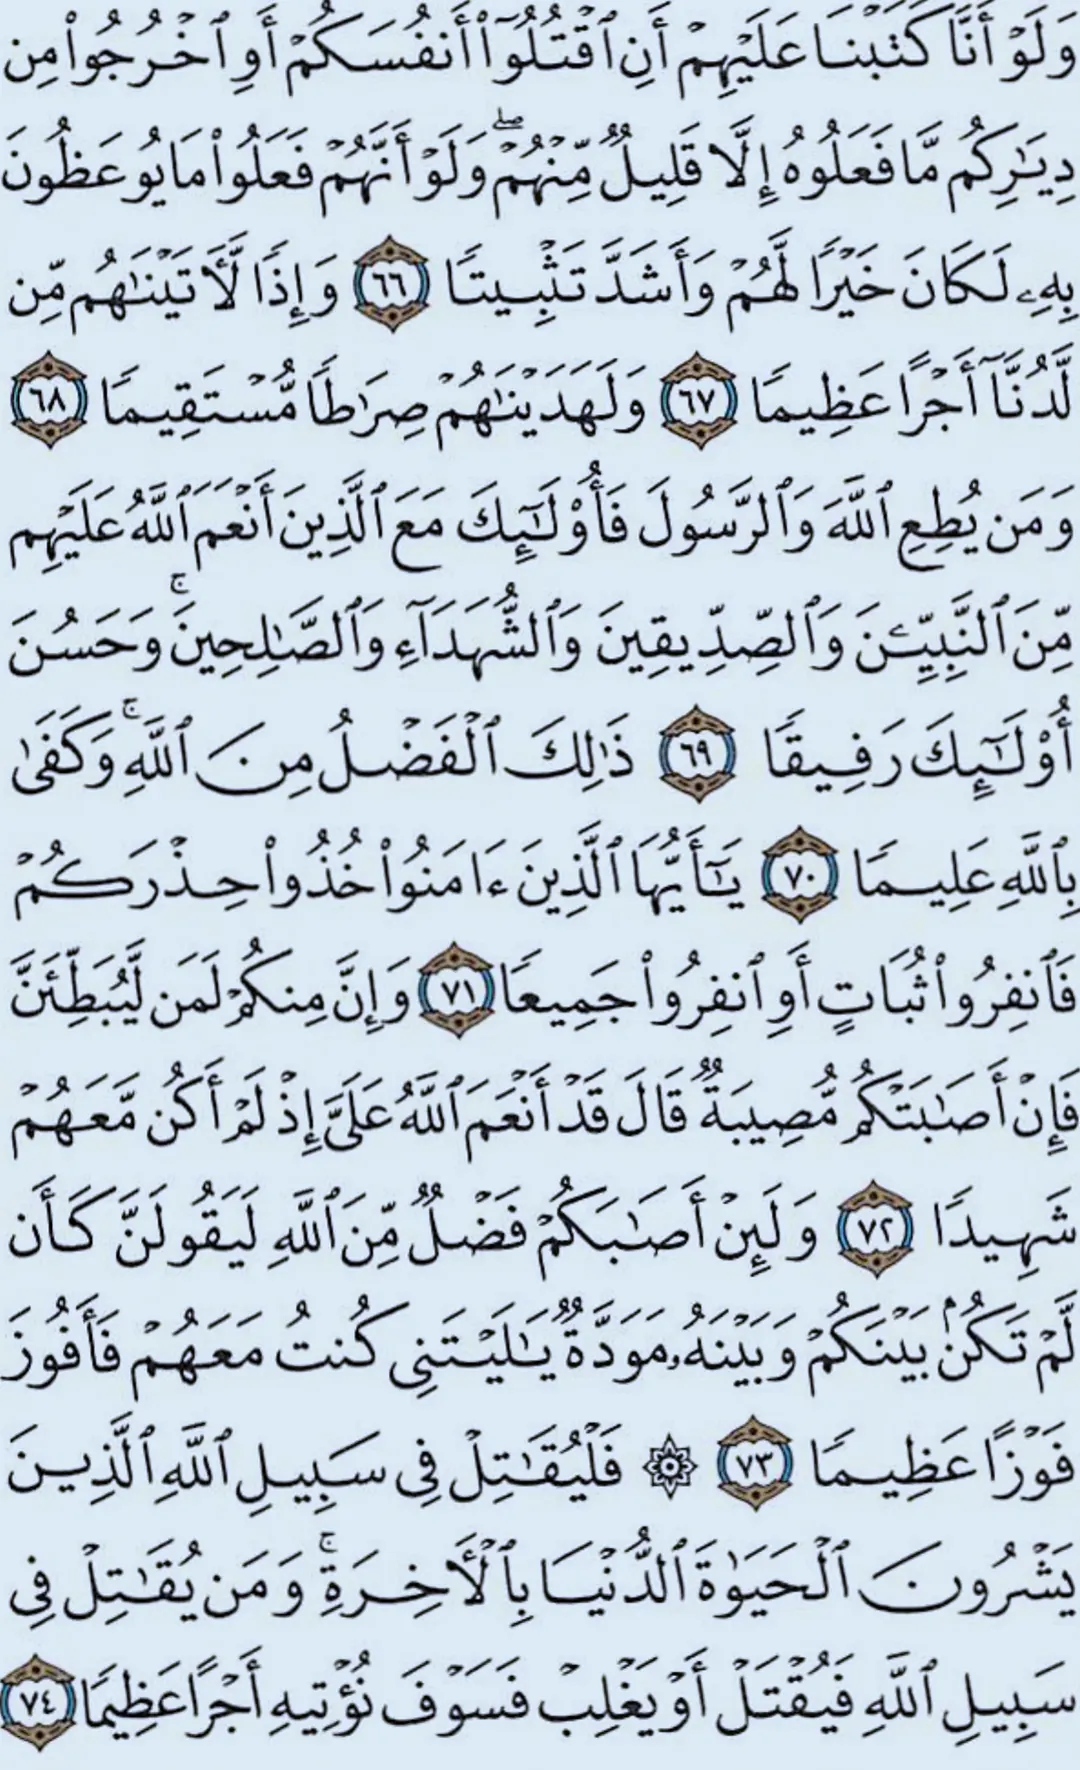 وَلَوْ أَنَّا كَتَبْنَا عَلَيْهِمْ أَنِ ٱقْتُلُوٓا۟ أَنفُسَكُمْ أَوِ ٱخْرُجُوا۟ مِن
دِيَٰرِكُم مَّا فَعَلُوهُ إِلَّا قَلِيلٌ مِّنْهُمْ ۖ وَلَوْ أَنَّهُمْ فَعَلُوا۟ مَا يُوعَظُونَ
بِهِۦ لَكَانَ خَيْرًا لَّهُمْ وَأَشَدَّ تَثْبِيتًا ٦٦ وَإِذًا لَّءَاتَيْنَٰهُم مِّن
لَّدُنَّآ أَجْرًا عَظِيمًا ٦٧ وَلَهَدَيْنَٰهُمْ صِرَٰطًا مُّسْتَقِيمًا ٦٨
وَمَن يُطِعِ ٱللَّهَ وَٱلرَّسُولَ فَأُو۟لَٰٓئِكَ مَعَ ٱلَّذِينَ أَنْعَمَ ٱللَّهُ عَلَيْهِم
مِّنَ ٱلنَّبِيِّـۧنَ وَٱلصِّدِّيقِينَ وَٱلشُّهَدَآءِ وَٱلصَّٰلِحِينَ ۚ وَحَسُنَ
أُو۟لَٰٓئِكَ رَفِيقًا ٦٩ ذَٰلِكَ ٱلْفَضْلُ مِنَ ٱللَّهِ ۚ وَكَفَىٰ
بِٱللَّهِ عَلِيمًا ٧٠ يَٰٓأَيُّهَا ٱلَّذِينَ ءَامَنُوا۟ خُذُوا۟ حِذْرَكُمْ
فَٱنفِرُوا۟ ثُبَاتٍ أَوِ ٱنفِرُوا۟ جَمِيعًا ٧١ وَإِنَّ مِنكُمْ لَمَن لَّيُبَطِّئَنَّ
فَإِنْ أَصَٰبَتْكُم مُّصِيبَةٌ قَالَ قَدْ أَنْعَمَ ٱللَّهُ عَلَىَّ إِذْ لَمْ أَكُن مَّعَهُمْ
شَهِيدًا ٧٢ وَلَئِنْ أَصَٰبَكُمْ فَضْلٌ مِّنَ ٱللَّهِ لَيَقُولَنَّ كَأَن
لَّمْ تَكُنۢ بَيْنَكُمْ وَبَيْنَهُۥ مَوَدَّةٌ يَٰلَيْتَنِى كُنتُ مَعَهُمْ فَأَفُوزَ
فَوْزًا عَظِيمًا ٧٣ ۞ فَلْيُقَٰتِلْ فِى سَبِيلِ ٱللَّهِ ٱلَّذِينَ
يَشْرُونَ ٱلْحَيَوٰةَ ٱلدُّنْيَا بِٱلْءَاخِرَةِ ۚ وَمَن يُقَٰتِلْ فِى
سَبِيلِ ٱللَّهِ فَيُقْتَلْ أَوْ يَغْلِبْ فَسَوْفَ نُؤْتِيهِ أَجْرًا عَظِيمًا ٧٤